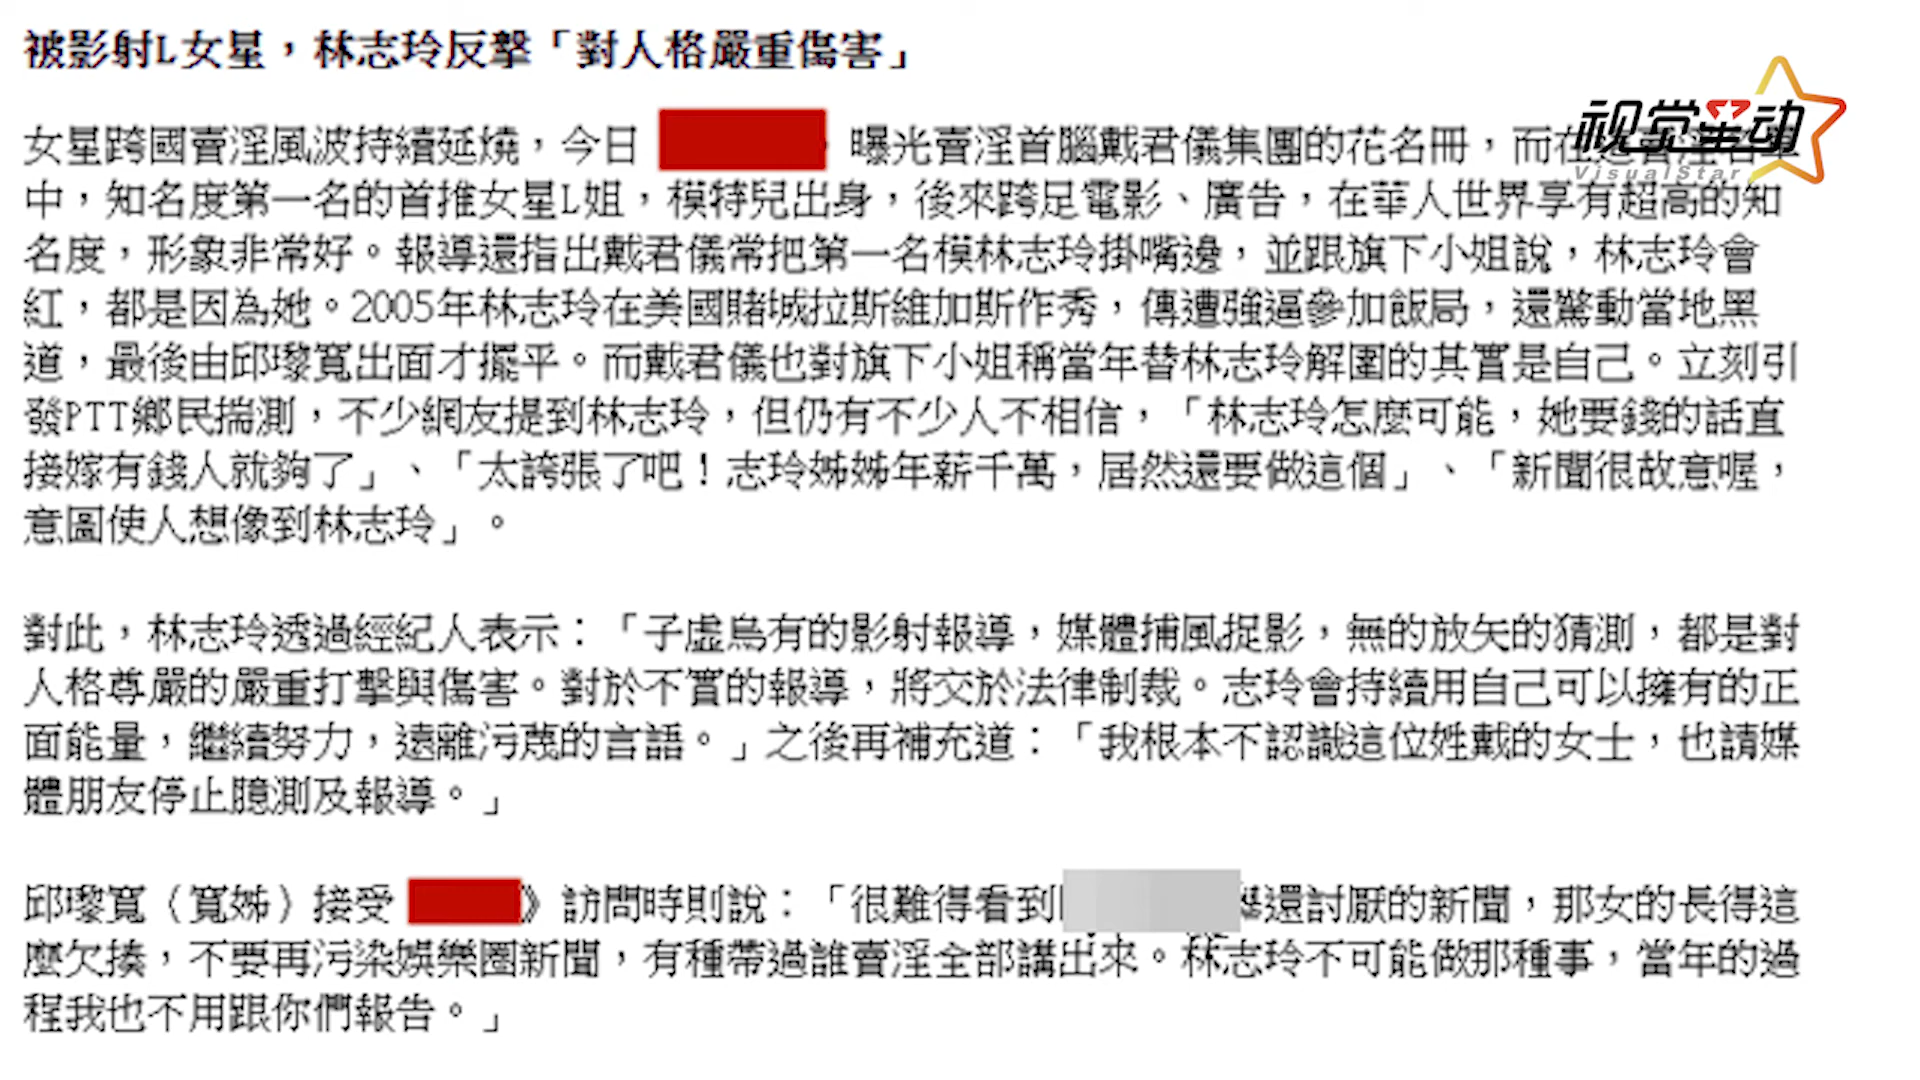 被影射L女星，林志玲反擊「對人格嚴重傷害」
女星跨國賣淫風波持續延燒，今日 曝光賣淫首腦戴君儀集團的花名冊，而在
视觉星动
VisualStar
中，知名度第一名的首推女星L姐，模特兒出身，後來跨足電影、廣告，在華人世界享有超高的知
名度，形象非常好。報導還指出戴君儀常把第一名模林志玲掛嘴邊，並跟旗下小姐說，林志玲會
紅，都是因為她。2005年林志玲在美國賭城拉斯維加斯作秀，傳遭強逼參加飯局，還驚動當地黑
道，最後由邱瓈寬出面才擺平。而戴君儀也對旗下小姐稱當年替林志玲解圍的其實是自己。立刻引
發PTT鄉民揣測，不少網友提到林志玲，但仍有不少人不相信，「林志玲怎麼可能，她要錢的話直
接嫁有錢人就夠了」、「太誇張了吧！志玲姊姊年薪千萬，居然還要做這個」、「新聞很故意喔，
意圖使人想像到林志玲」。
對此，林志玲透過經紀人表示：「子虛烏有的影射報導，媒體捕風捉影，無的放矢的猜測，都是對
人格尊嚴的嚴重打擊與傷害。對於不實的報導，將交於法律制裁。志玲會持續用自己可以擁有的正
面能量，繼續努力，遠離污蔑的言語。」之後再補充道：「我根本不認識這位姓戴的女士，也請媒
體朋友停止臆測及報導。」
邱瓈寬（寬姊）接受 》訪問時則說：「很難得看到 還討厭的新聞，那女的長得這
麼欠揍，不要再污染娛樂圈新聞，有種帶過誰賣淫全部講出來。林志玲不可能做那種事，當年的過
程我也不用跟你們報告。」